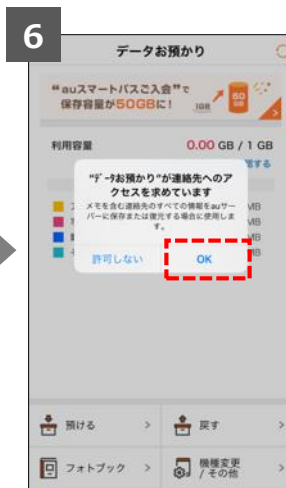 6
データお預かり
“auスマートパスご入会”で
保存容量が50GBに!
1GB
50
GB
利用容量
0.00 GB / 1 GB
する
“ﾃﾞｰﾀお預かり”が連絡先へのア
クセスを求めています
メモを含む連絡先のすべての情報をauサー
バーに保存または復元する場合に使用しま
す。
MB
MB
MB
MB
許可しない
OK
預ける
戻す
フォトブック
機種変更
/ その他